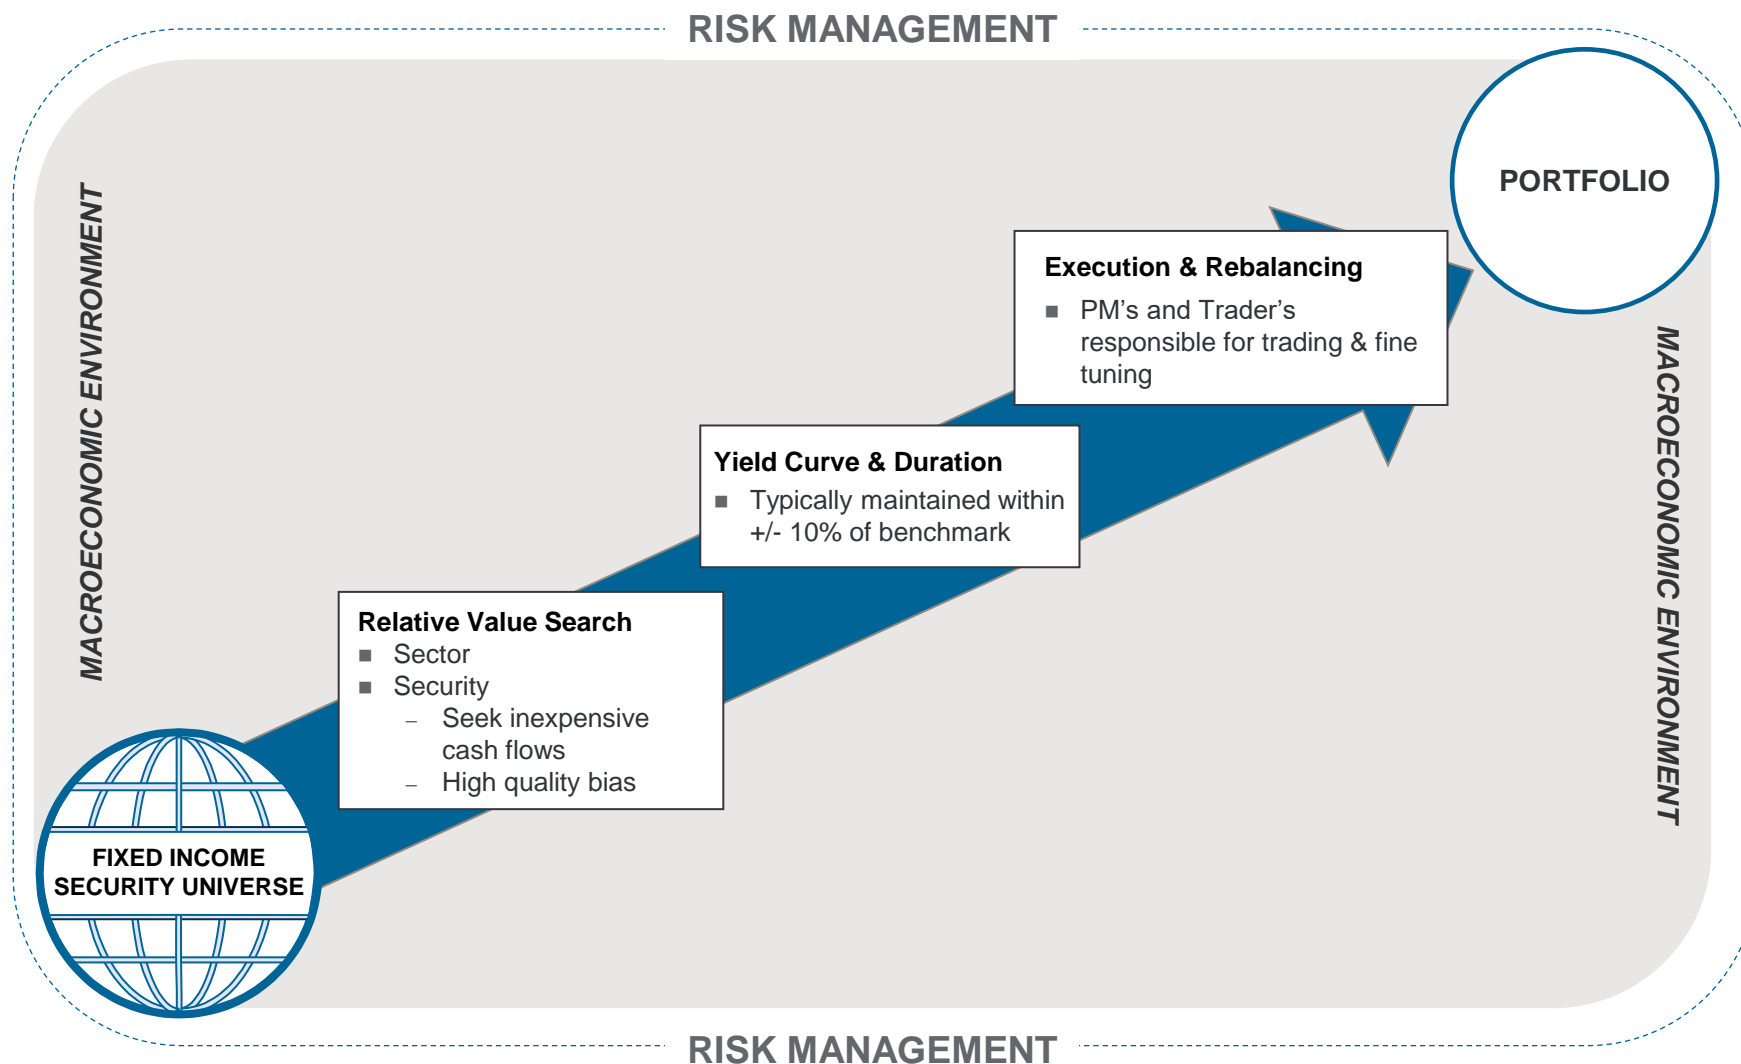 RISK MANAGEMENT
PORTFOLIO
MACROECONOMIC ENVIRONMENT
Execution & Rebalancing
■ PM’s and Trader’s
responsible for trading & fine
tuning
MACROECONOMIC ENVIRONMENT
Yield Curve & Duration
■ Typically maintained within
+/- 10% of benchmark
Relative Value Search
■ Sector
■ Security
– Seek inexpensive
cash flows
– High quality bias
FIXED INCOME
SECURITY UNIVERSE
RISK MANAGEMENT